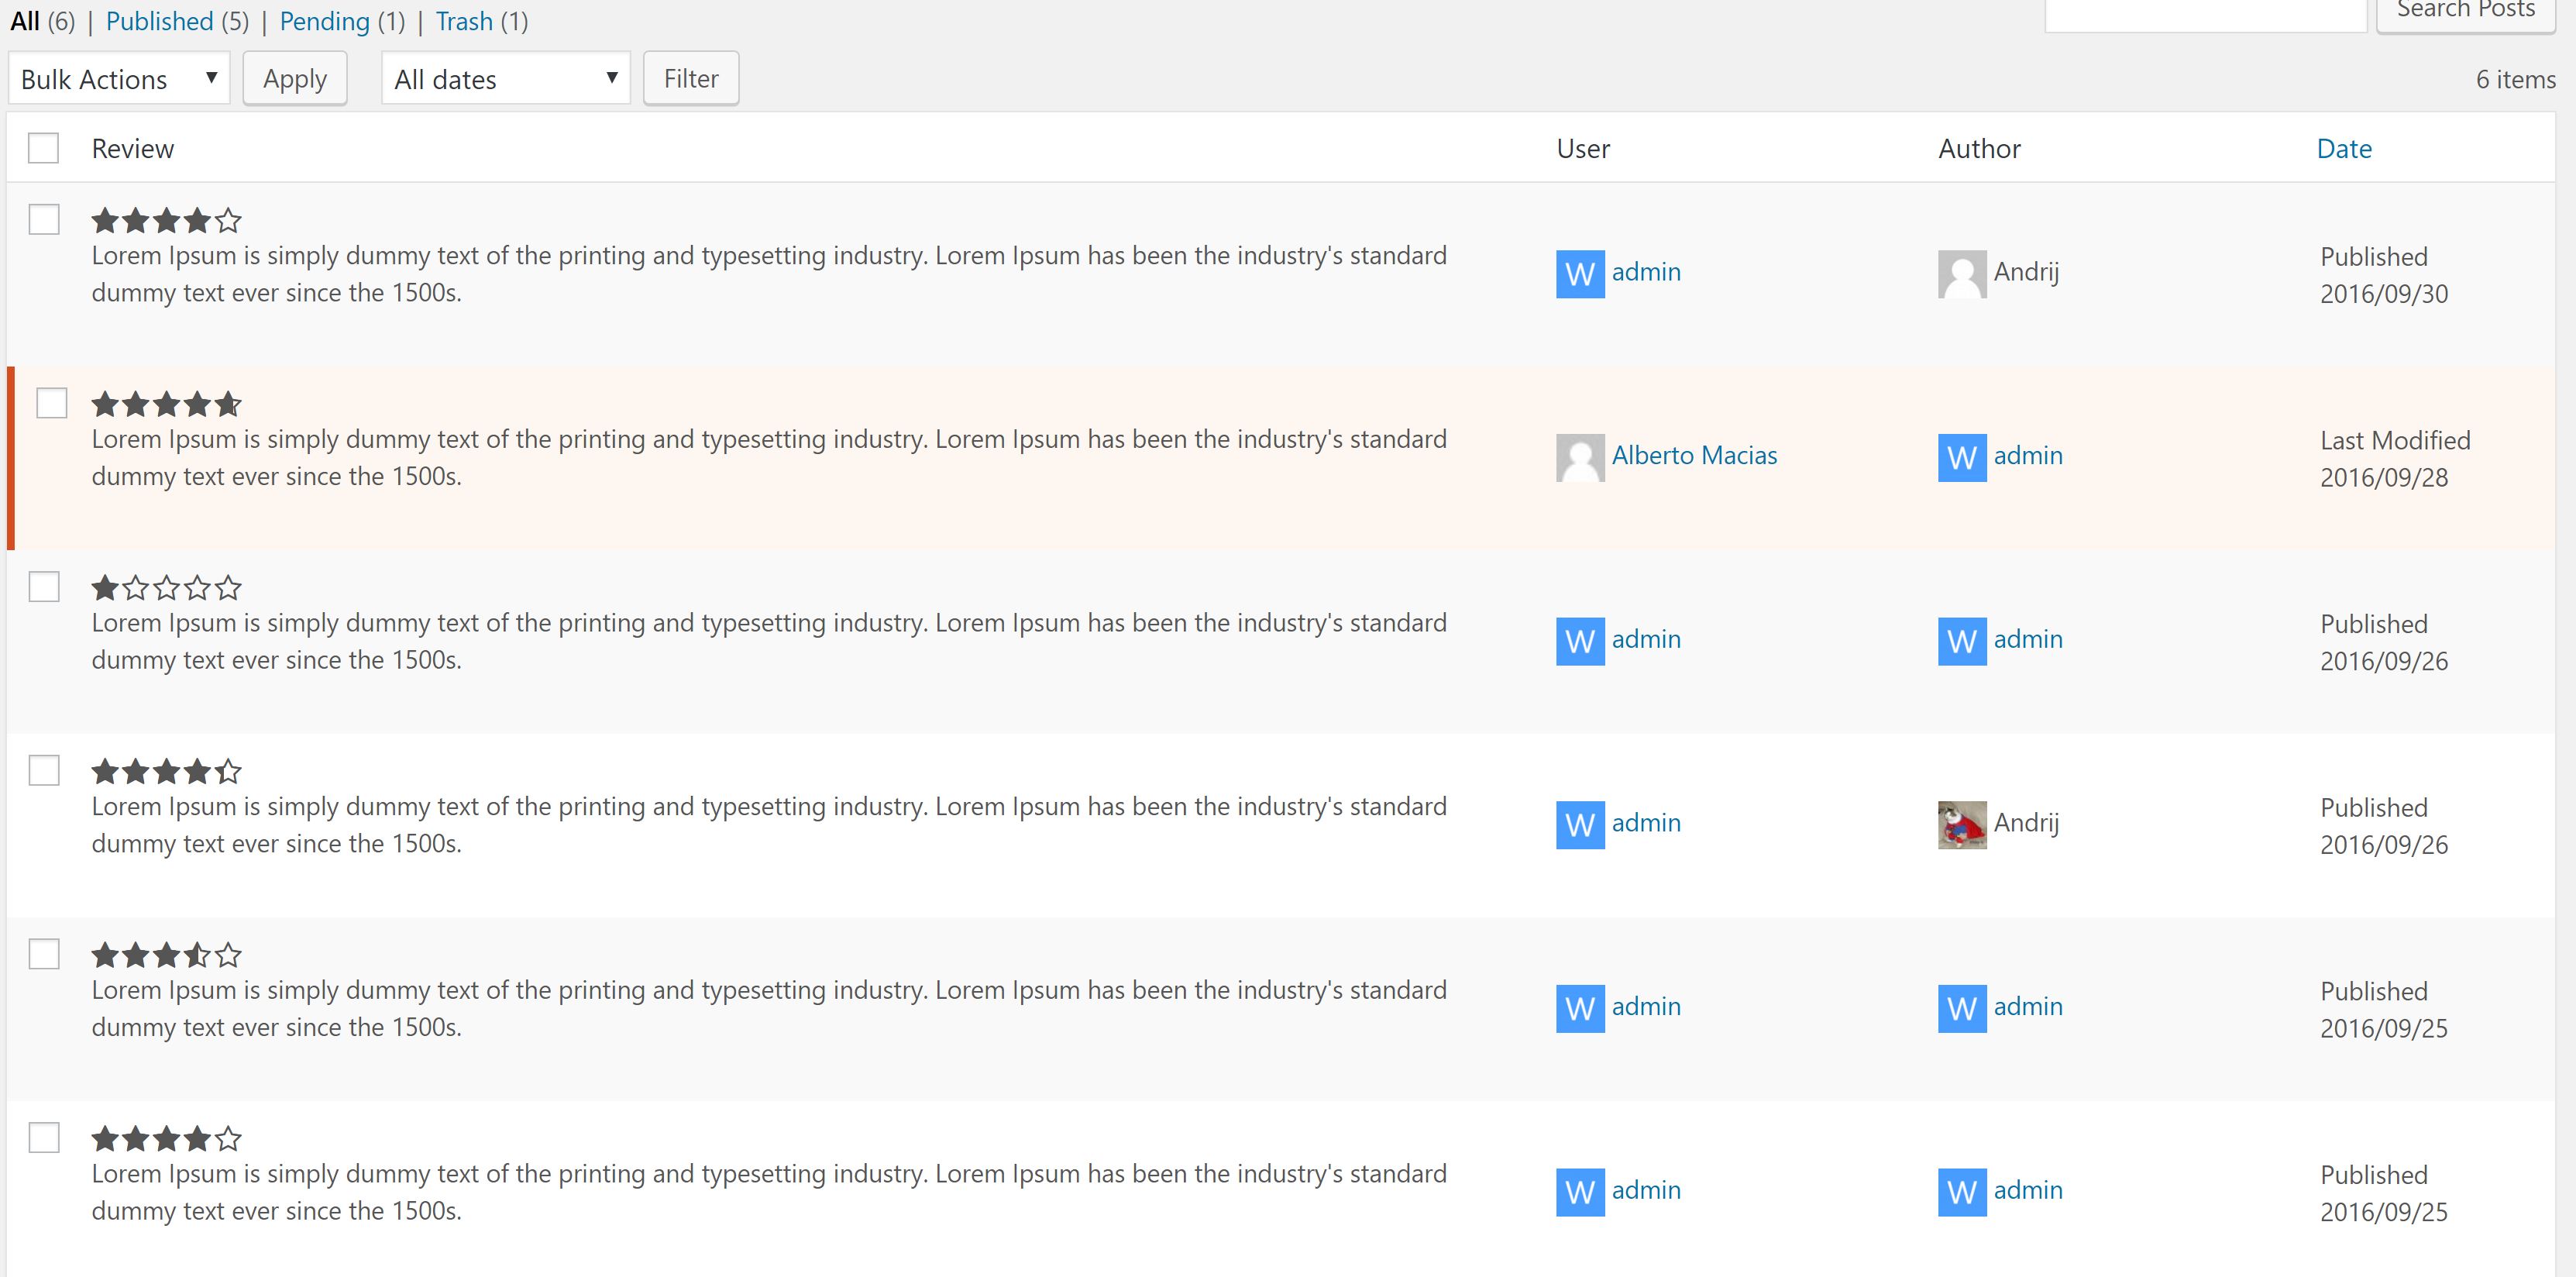 All (6) | Published (5) | Pending (1) | Trash (1)
Search Posts
Bulk Actions Apply All dates Filter
6 items
Review User Author Date
Lorem Ipsum is simply dummy text of the printing and typesetting industry. Lorem Ipsum has been the industry's standard
dummy text ever since the 1500s.
W admin
Andrij
Published
2016/09/30
Lorem Ipsum is simply dummy text of the printing and typesetting industry. Lorem Ipsum has been the industry's standard
dummy text ever since the 1500s.
Alberto Macias
W admin
Last Modified
2016/09/28
Lorem Ipsum is simply dummy text of the printing and typesetting industry. Lorem Ipsum has been the industry's standard
dummy text ever since the 1500s.
W admin
W admin
Published
2016/09/26
Lorem Ipsum is simply dummy text of the printing and typesetting industry. Lorem Ipsum has been the industry's standard
dummy text ever since the 1500s.
W admin
Andrij
Published
2016/09/26
Lorem Ipsum is simply dummy text of the printing and typesetting industry. Lorem Ipsum has been the industry's standard
dummy text ever since the 1500s.
W admin
W admin
Published
2016/09/25
Lorem Ipsum is simply dummy text of the printing and typesetting industry. Lorem Ipsum has been the industry's standard
dummy text ever since the 1500s.
W admin
W admin
Published
2016/09/25